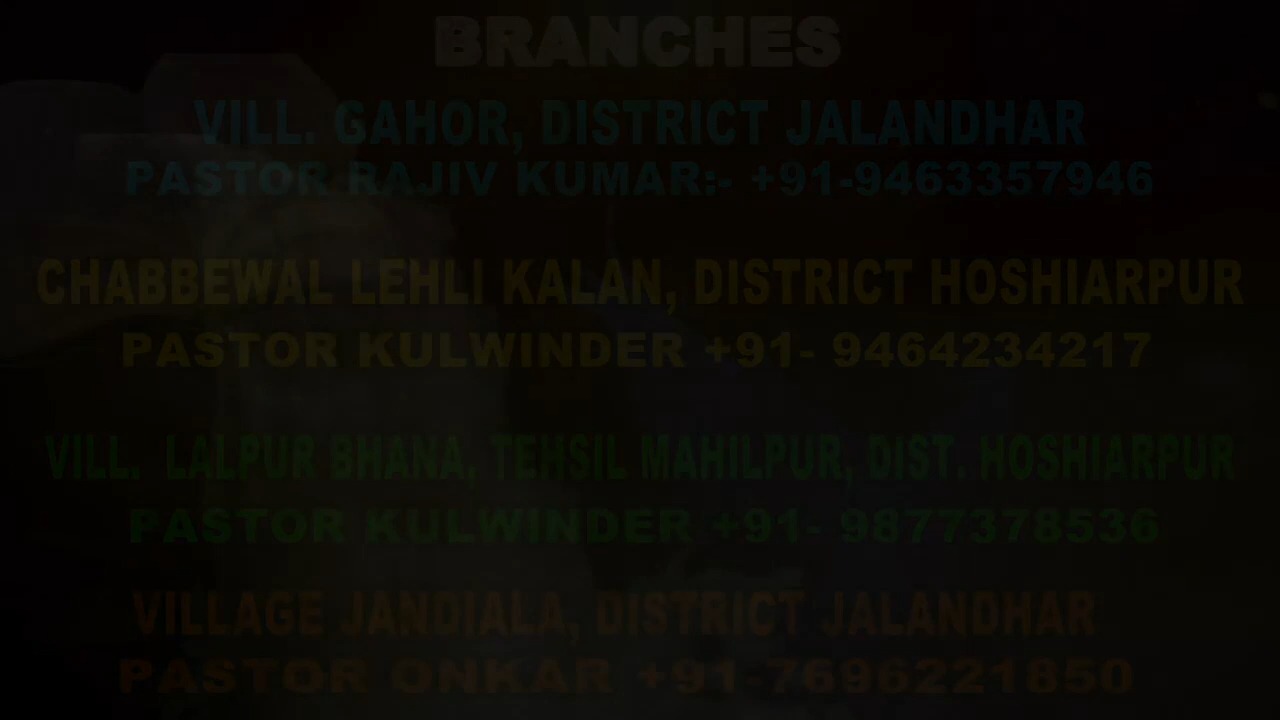 BRANCHES
VILL. GAHOR, DISTRICT JALANDHAR
PASTOR RAJIV KUMAR:- +91-9463357946
CHABBEWAL LEHLI KALAN, DISTRICT HOSHIARPUR
PASTOR KULWINDER +91- 9464234217
VILL. LALPUR BHANA, TEHSIL MAHILPUR, DIST. HOSHIARPUR
PASTOR KULWINDER +91- 9877378536
VILLAGE JANDIALA, DISTRICT JALANDHAR
PASTOR ONKAR +91-7696221850